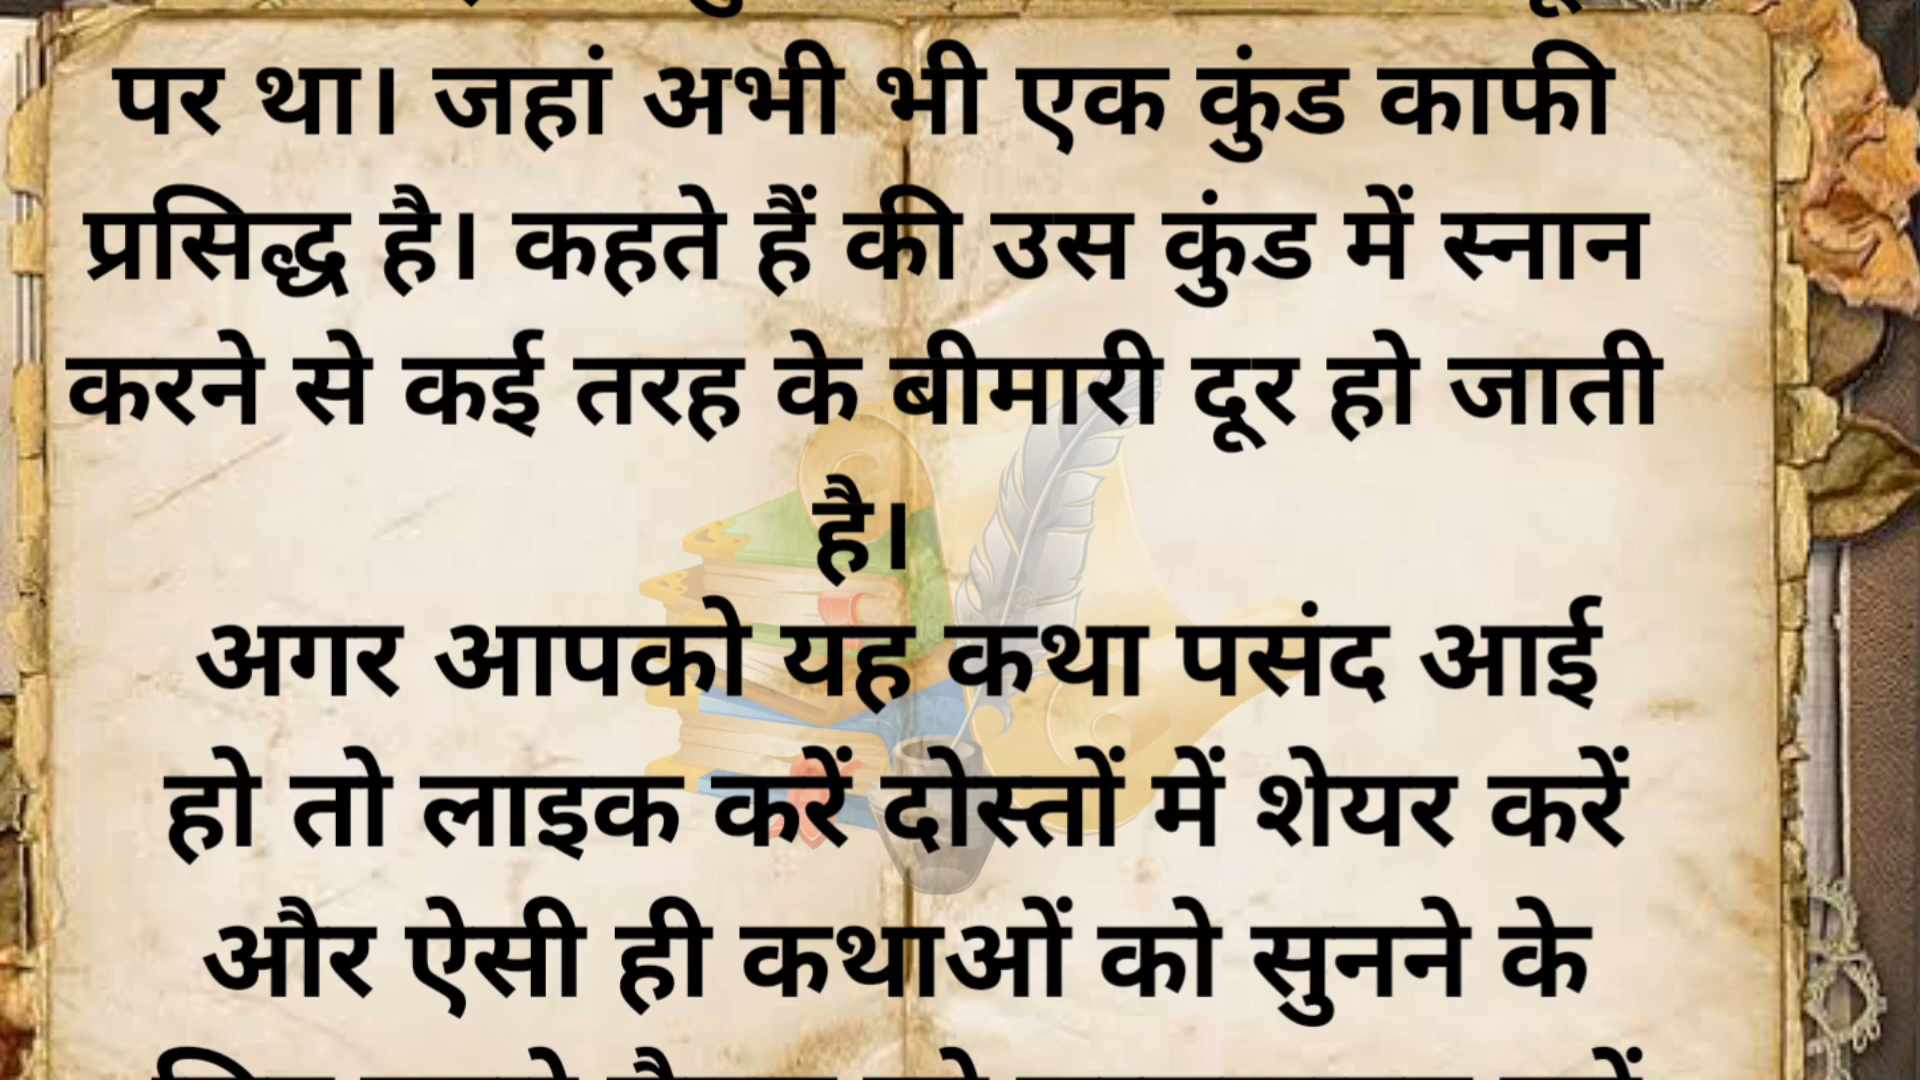 पर था। जहां अभी भी एक कुंड काफी
प्रसिद्ध है। कहते हैं की उस कुंड में स्नान
करने से कई तरह के बीमारी दूर हो जाती
है।
अगर आपको यह कथा पसंद आई
हो तो लाइक करें दोस्तों में शेयर करें
और ऐसी ही कथाओं को सुनने के